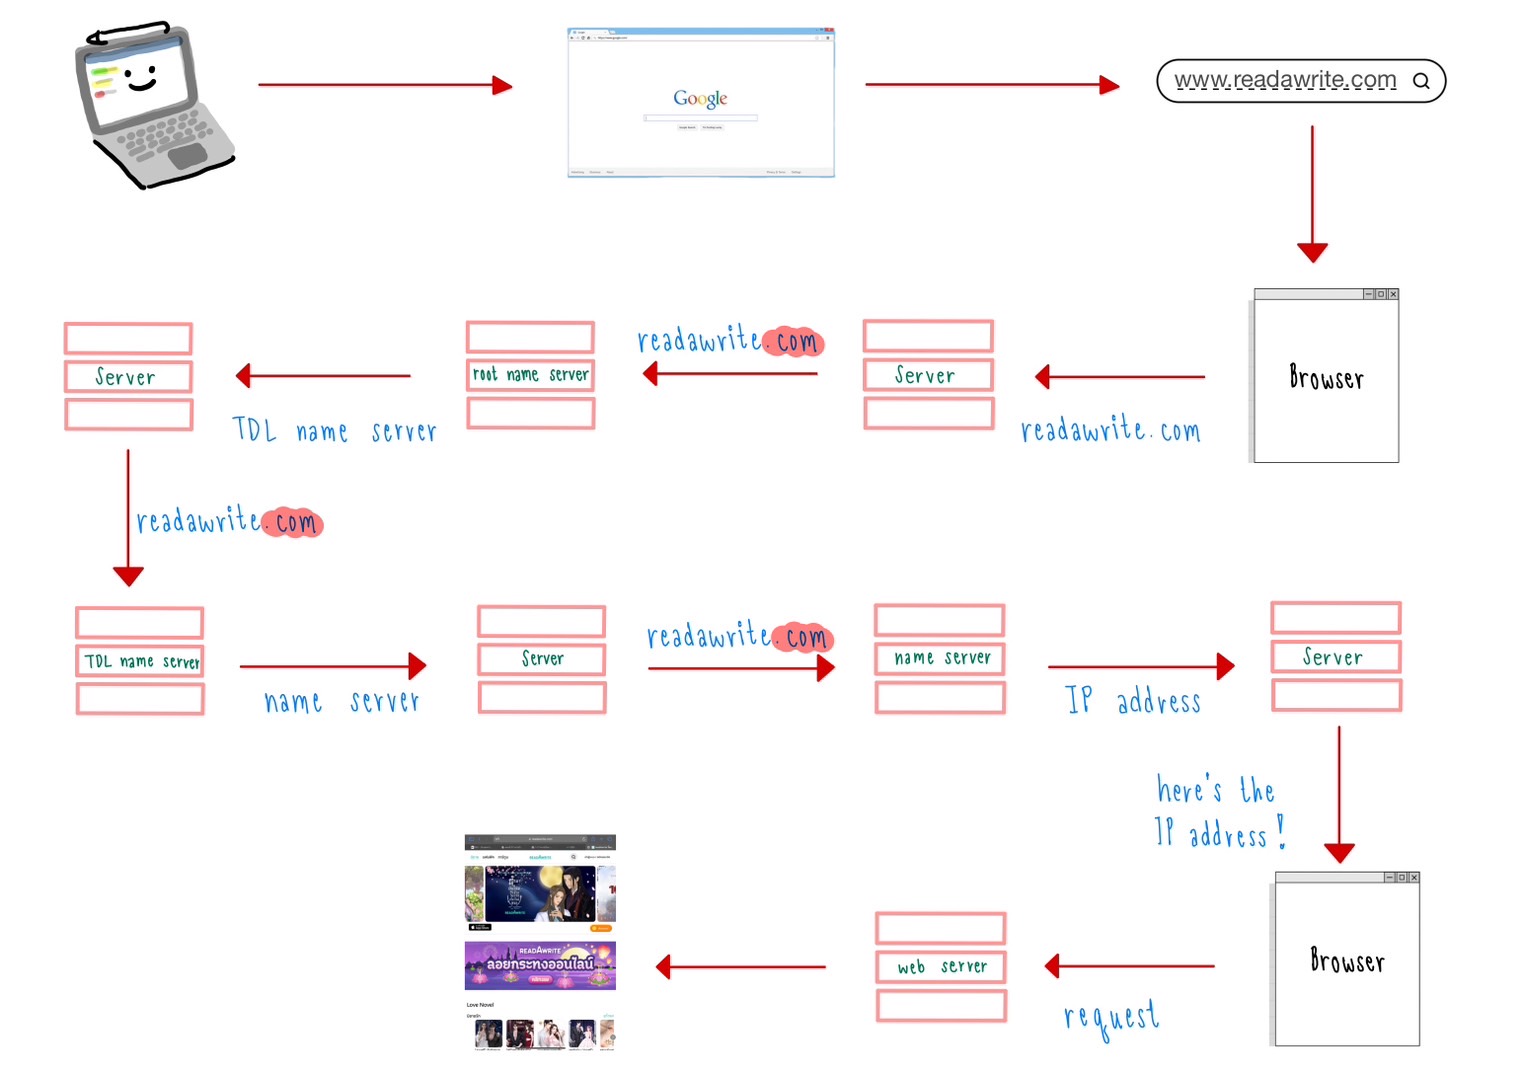 Google
www.readawrite.com
Server
root name server
readawrite.com
Server
Browser
TDL name server
readawrite.com
readawrite.com
TDL name server
name server
Server
readawrite.com
name server
IP address
Server
here's the
IP address!
READAWRITE
ลอยกระทงออนไลน์
Love Novel
web server
request
Browser